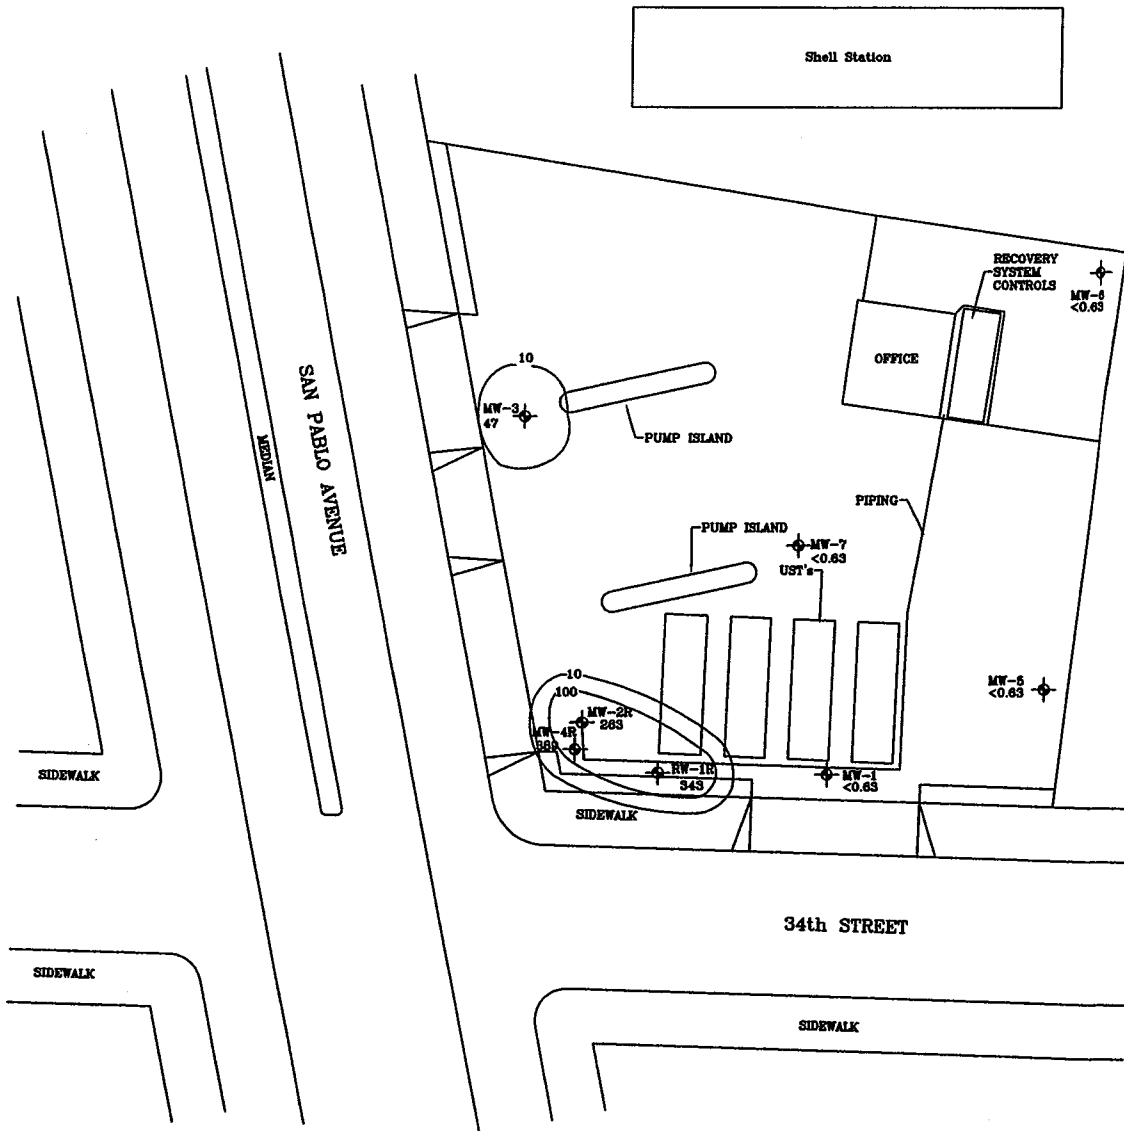 Shell Station
RECOVERY
SYSTEM
CONTROLS
MW-6
<0.63
OFFICE
10
MW-3
47
PUMP ISLAND
SAN PABLO AVENUE
MEDIAN
PIPING
PUMP ISLAND
MW-7
<0.63
UST's
10
100
MW-2R
263
MW-4R
MW-5
<0.63
RW-1R
343
MW-1
<0.63
SIDEWALK
SIDEWALK
34th STREET
SIDEWALK
SIDEWALK